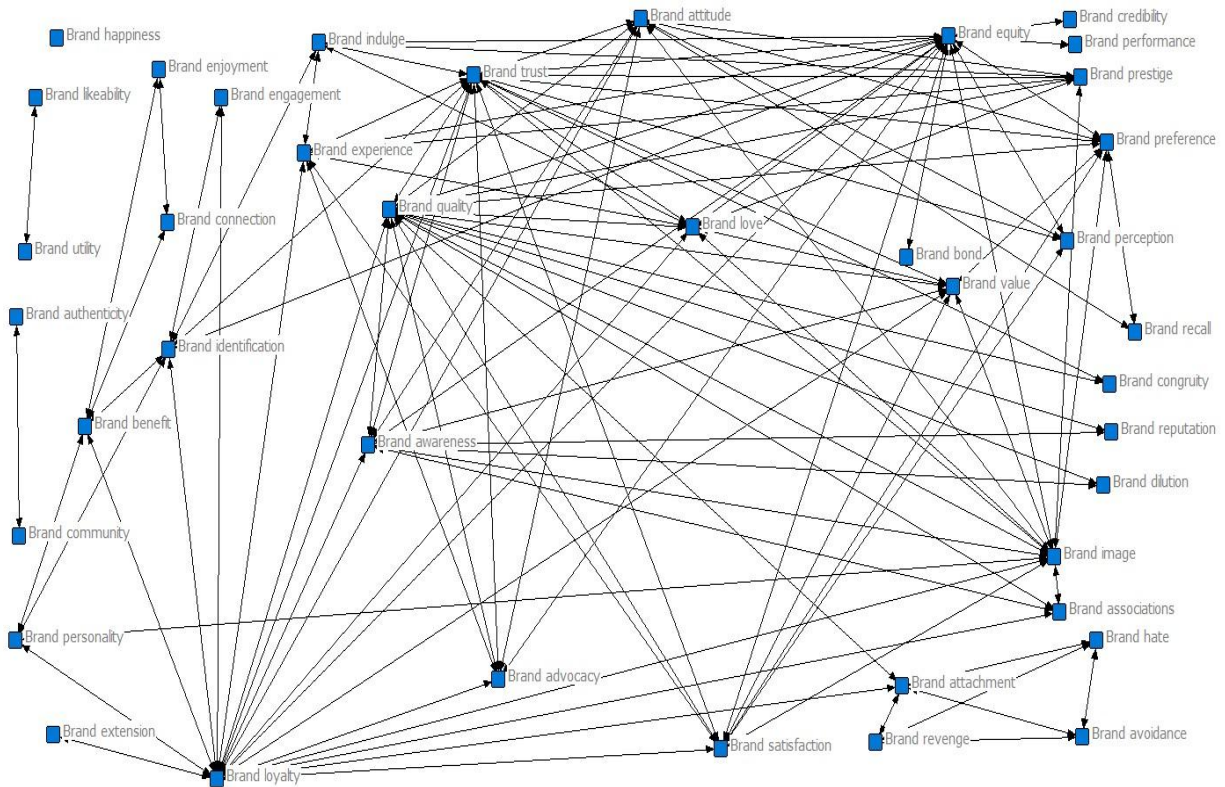 Brand attitude
Brand credibility
Brand happiness
Brand indulge
Brand equity
Brand performance
Brand enjoyment
Brand trust
Brand prestige
Brand likeability
Brand engagement
Brand experience
Brand preference
Brand quality
Brand connection
Brand love
Brand perception
Brand utility
Brand bond
Brand value
Brand authenticity
Brand recall
Brand identification
Brand congruity
Brand benefit
Brand reputation
Brand awareness
Brand dilution
Brand community
Brand image
Brand associations
Brand personality
Brand hate
Brand advocacy
Brand attachment
Brand extension
Brand revenge
Brand avoidance
Brand satisfaction
Brand loyalty